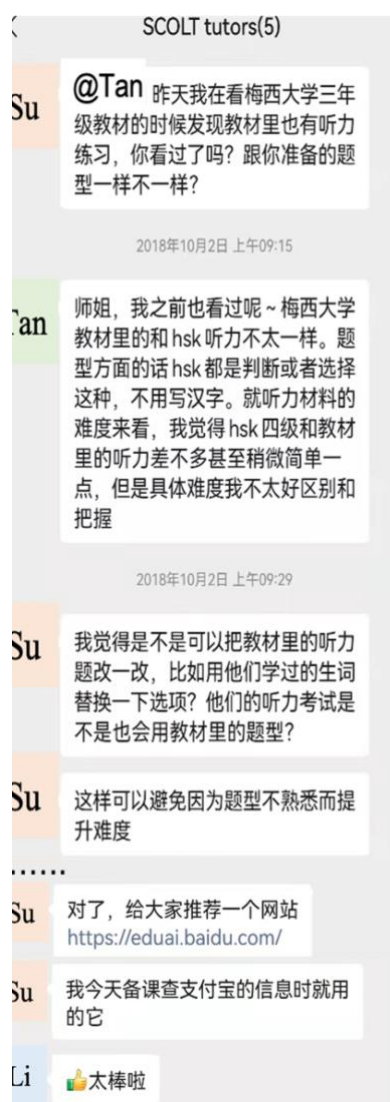 SCOLT tutors(5)
Su
@Tan 昨天我在看梅西大学三年
级教材的时候发现教材里也有听力
练习，你看过了吗？跟你准备的题
型一样不一样？
2018年10月2日 上午09:15
Tan
师姐，我之前也看过呢~梅西大学
教材里的和hsk听力不太一样。题
型方面的话hsk都是判断或者选择
这种，不用写汉字。就听力材料的
难度来看，我觉得hsk四级和教材
里的听力差不多甚至稍微简单一
点，但是具体难度我不太好区别和
把握
2018年10月2日 上午09:29
Su
我觉得是不是可以把教材里的听力
题改一改，比如用他们学过的生词
替换一下选项？他们的听力考试是
不是也会用教材里的题型？
Su
这样可以避免因为题型不熟悉而提
升难度
......
Su
对了，给大家推荐一个网站
https://eduai.baidu.com/
Su
我今天备课查支付宝的信息时就用
的它
Li
👍太棒啦